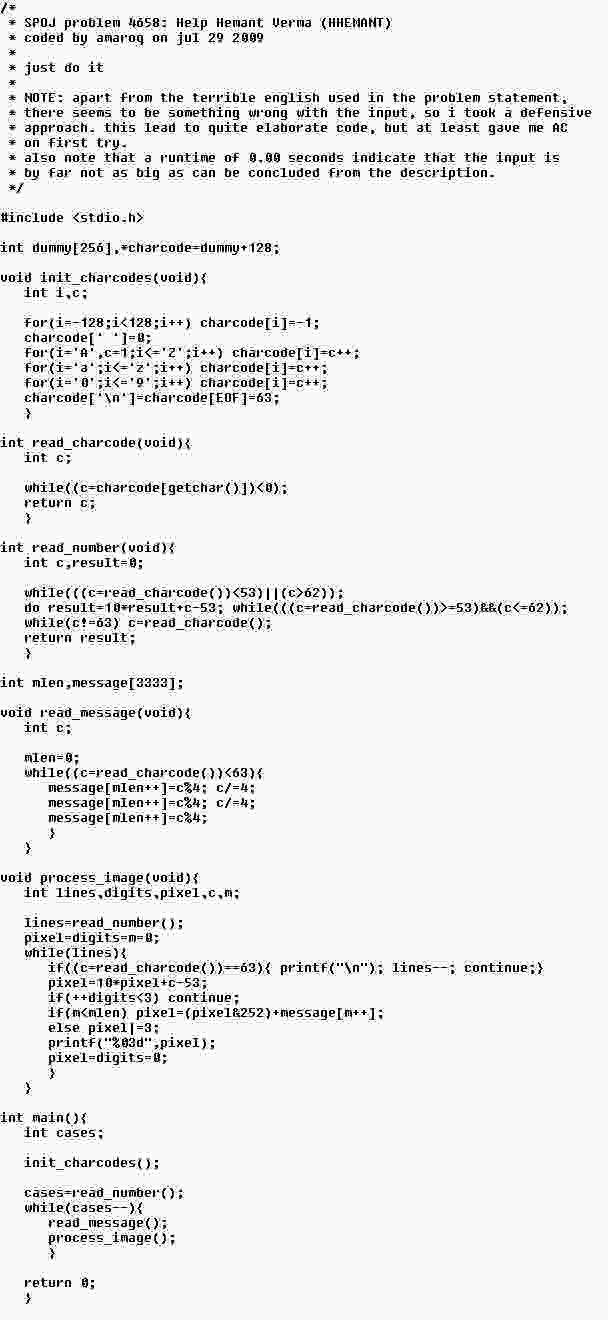 /*
 * SPOJ problem 4658: Help Hemant Verma (HHEMANT)
 * coded by amaroq on jul 29 2009
 *
 * just do it
 *
 * NOTE: apart from the terrible english used in the problem statement,
 * there seems to be something wrong with the input, so i took a defensive
 * approach. this lead to quite elaborate code, but at least gave me AC
 * on first try.
 * also note that a runtime of 0.00 seconds indicate that the input is
 * by far not as big as can be concluded from the description.
 */

#include <stdio.h>

int dummy[256],*charcode=dummy+128;

void init_charcodes(void){
   int i,c;

   for(i=-128;i<128;i++) charcode[i]=-1;
   charcode[' ']=0;
   for(i='A',c=1;i<='Z';i++) charcode[i]=c++;
   for(i='a';i<='z';i++) charcode[i]=c++;
   for(i='0';i<='9';i++) charcode[i]=c++;
   charcode['\n']=charcode[EOF]=63;
   }

int read_charcode(void){
   int c;

   while((c=charcode[getchar()])<0);
   return c;
   }

int read_number(void){
   int c,result=0;

   while(((c=read_charcode())<53)||(c>62));
   do result=10*result+c-53; while(((c=read_charcode())>=53)&&(c<=62));
   while(c!=63) c=read_charcode();
   return result;
   }

int mlen,message[3333];

void read_message(void){
   int c;

   mlen=0;
   while((c=read_charcode())<63){
      message[mlen++]=c%4; c/=4;
      message[mlen++]=c%4; c/=4;
      message[mlen++]=c%4;
      }
   }

void process_image(void){
   int lines,digits,pixel,c,m;

   lines=read_number();
   pixel=digits=m=0;
   while(lines){
      if((c=read_charcode())==63){ printf("\n"); lines--; continue;}
      pixel=10*pixel+c-53;
      if(++digits<3) continue;
      if(m<mlen) pixel=(pixel&252)+message[m++];
      else pixel|=3;
      printf("%03d",pixel);
      pixel=digits=0;
      }
   }

int main(){
   int cases;

   init_charcodes();

   cases=read_number();
   while(cases--){
      read_message();
      process_image();
      }

   return 0;
   }